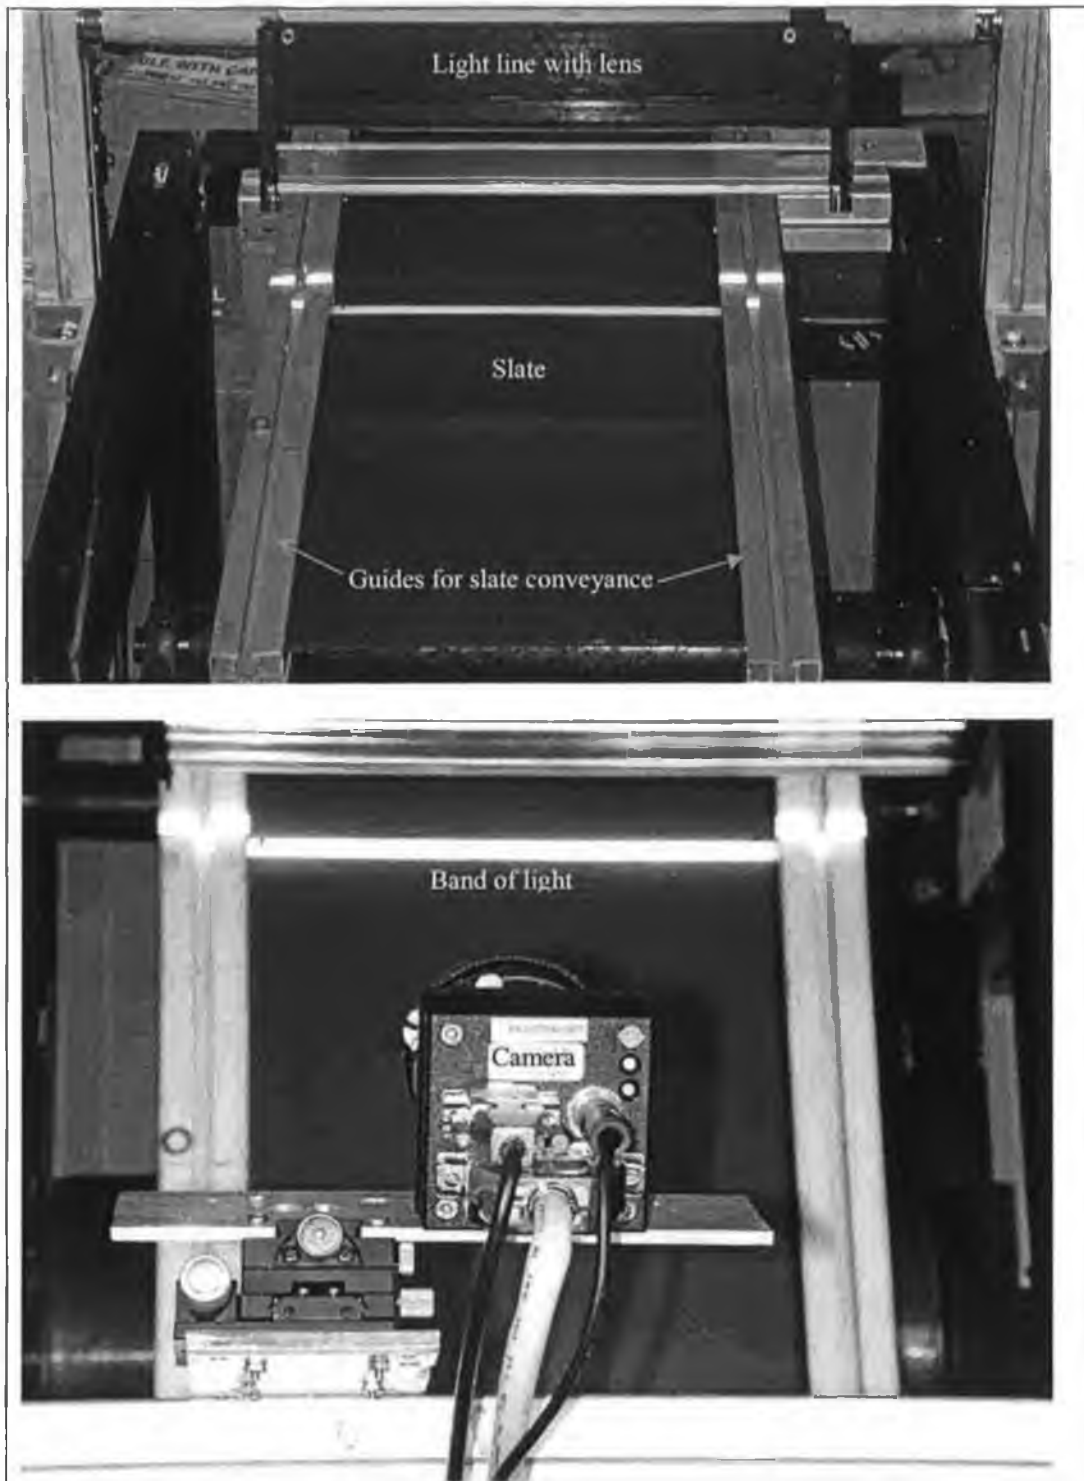 Light line with lens
Slate
Guides for slate conveyance
Band of light
Camera